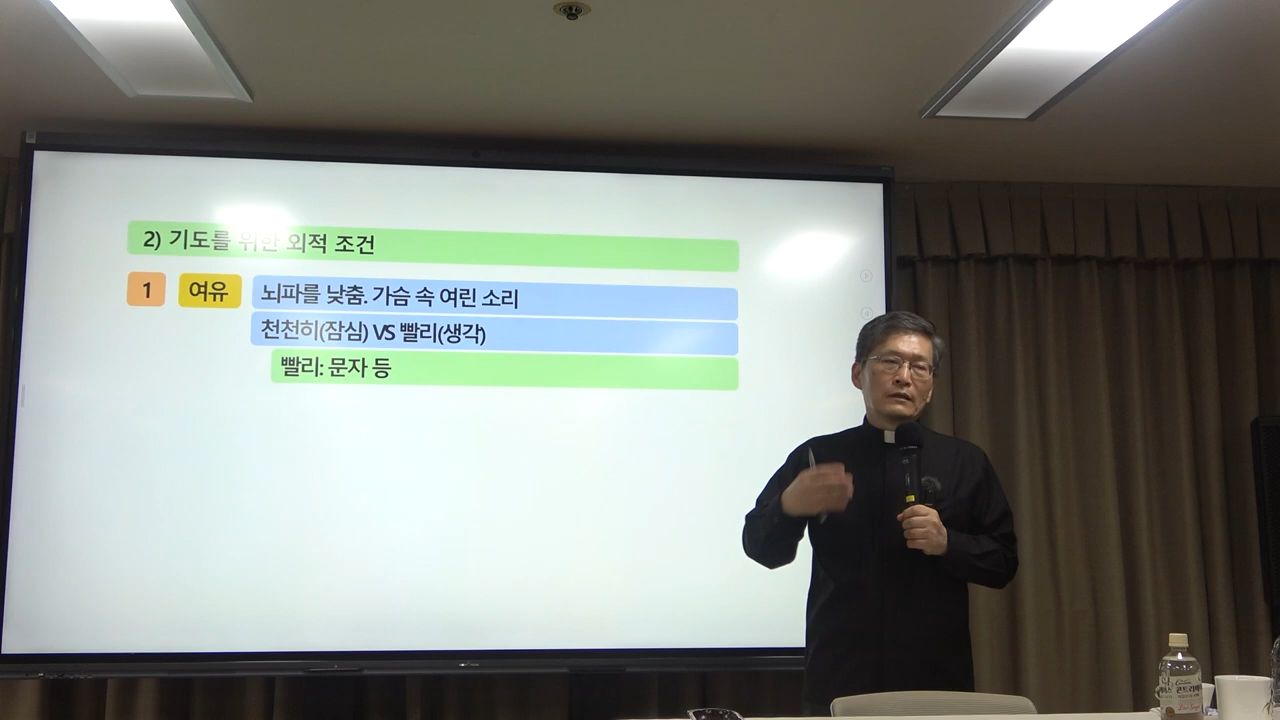 2) 기도를 위한 외적 조건
1 여유 뇌파를 낮춤. 가슴 속 여린 소리
천천히(잠심) VS 빨리(생각)
빨리: 문자 등